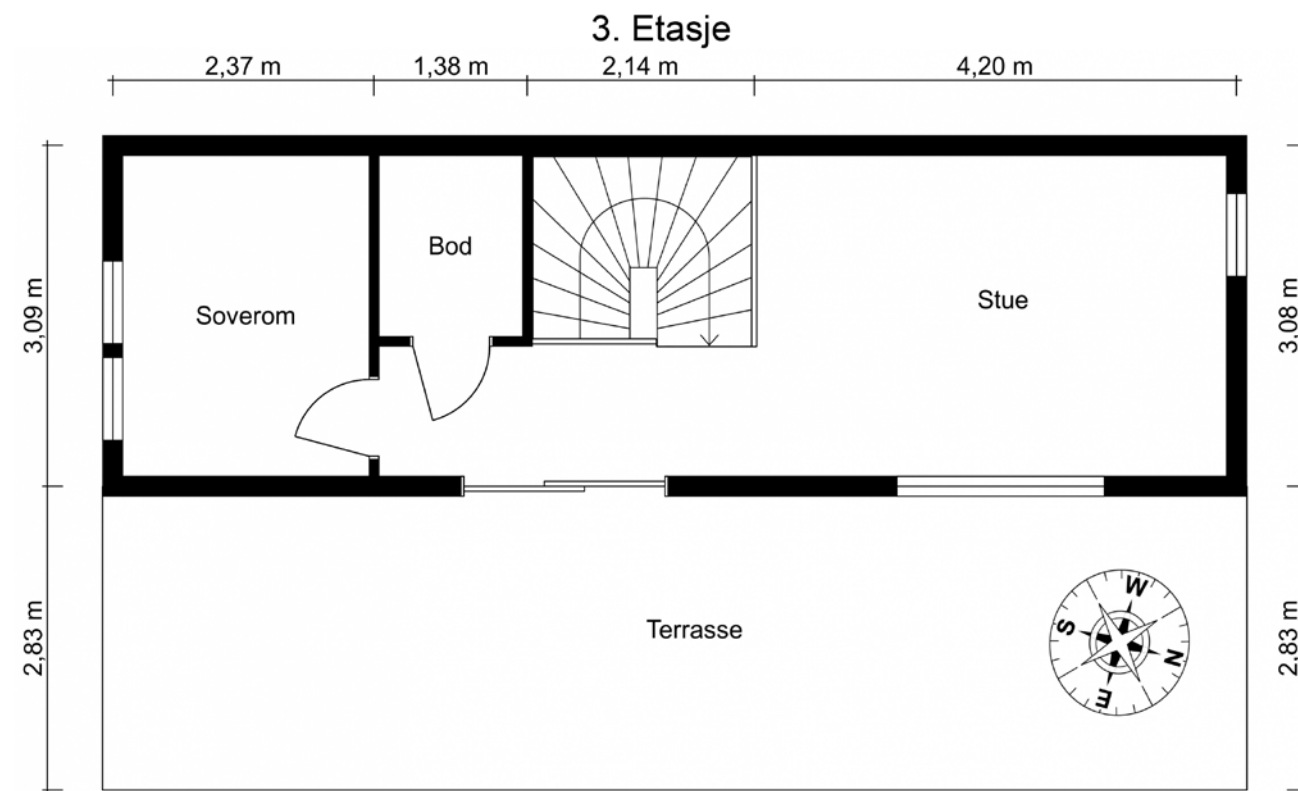 3. Etasje
2,37 m 1,38 m 2,14 m 4,20 m
Bod
Soverom
Stue
3,09 m
3.08 m
Terrasse
2,83 m
2.83 m
W
S
N
E